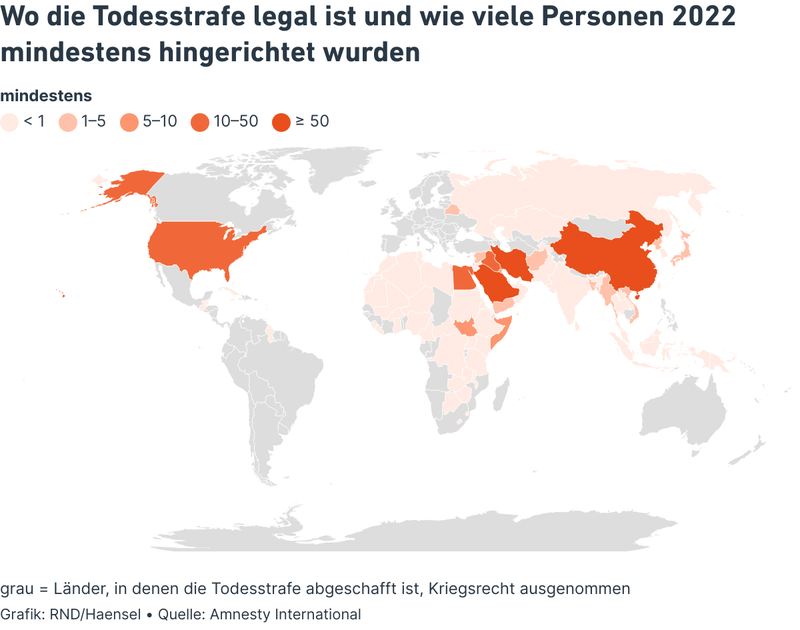 Wo die Todesstrafe legal ist und wie viele Personen 2022
mindestens hingerichtet wurden
mindestens
< 1 1–5 5–10 10–50 ≥ 50
grau = Länder, in denen die Todesstrafe abgeschafft ist, Kriegsrecht ausgenommen
Grafik: RND/Haensel • Quelle: Amnesty International